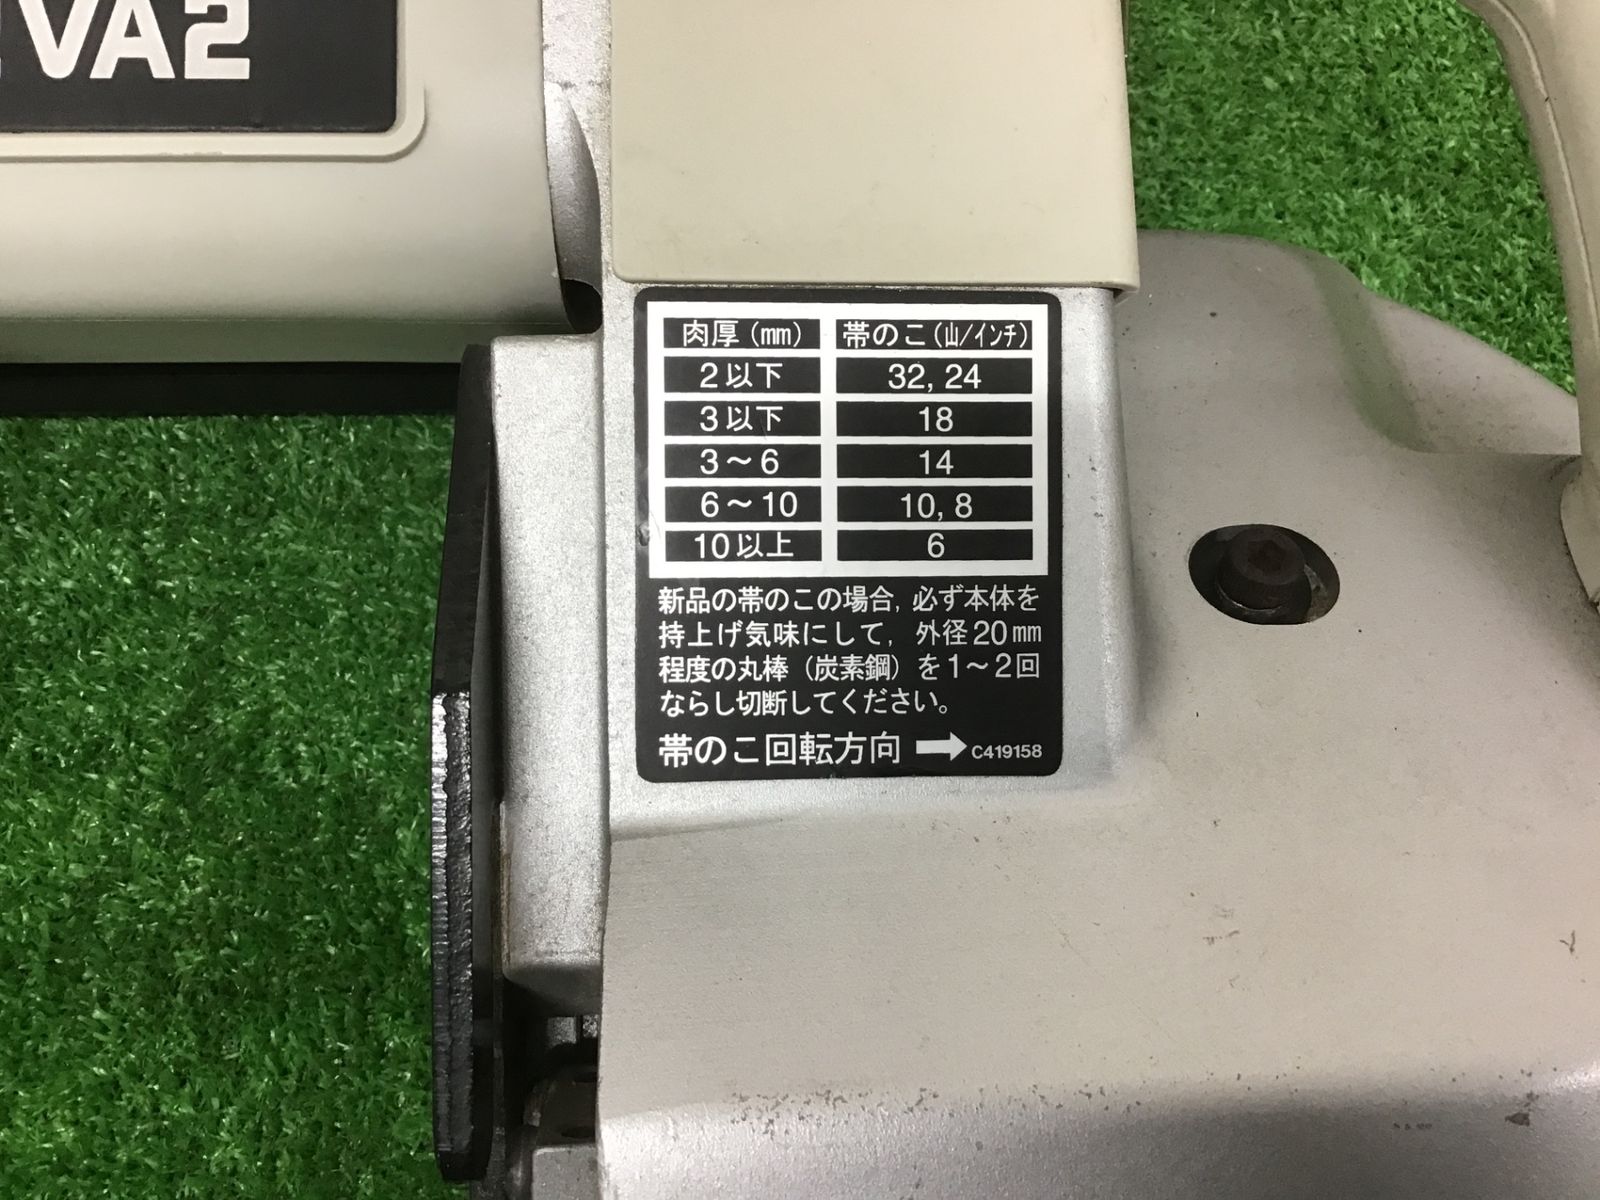 VA2
肉厚(mm) 帯のこ(山/インチ)
2以下 32, 24
3以下 18
3〜6 14
6〜10 10, 8
10以上 6
新品の帯のこの場合, 必ず本体を
持上げ気味にして, 外径20mm
程度の丸棒(炭素鋼)を1〜2回
ならし切断してください。
帯のこ回転方向 → C419158